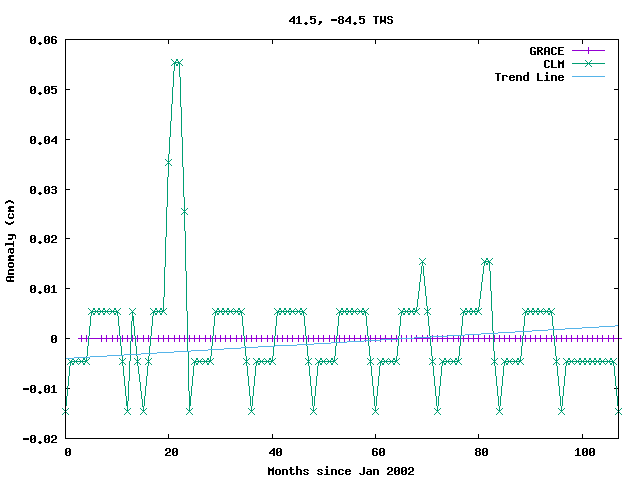 41.5, -84.5 TWS
GRACE
CLM
Trend Line
0.06
0.05
0.04
0.03
0.02
0.01
0
-0.01
-0.02
Anomaly (cm)
0 20 40 60 80 100
Months since Jan 2002